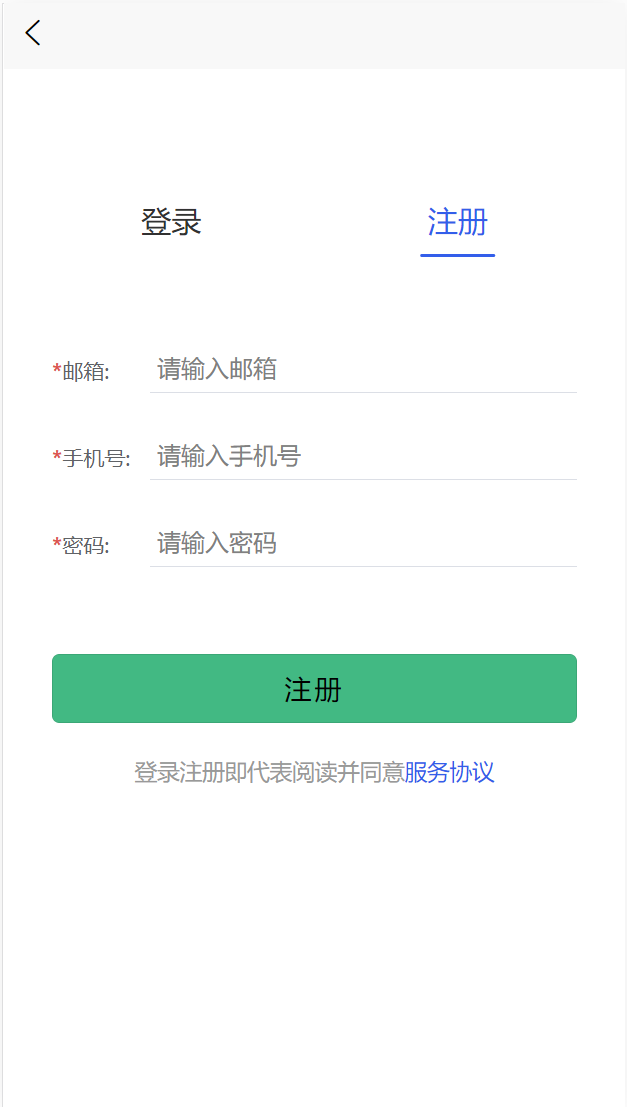 登录 注册
*邮箱: 请输入邮箱
*手机号: 请输入手机号
*密码: 请输入密码
注册
登录注册即代表阅读并同意服务协议